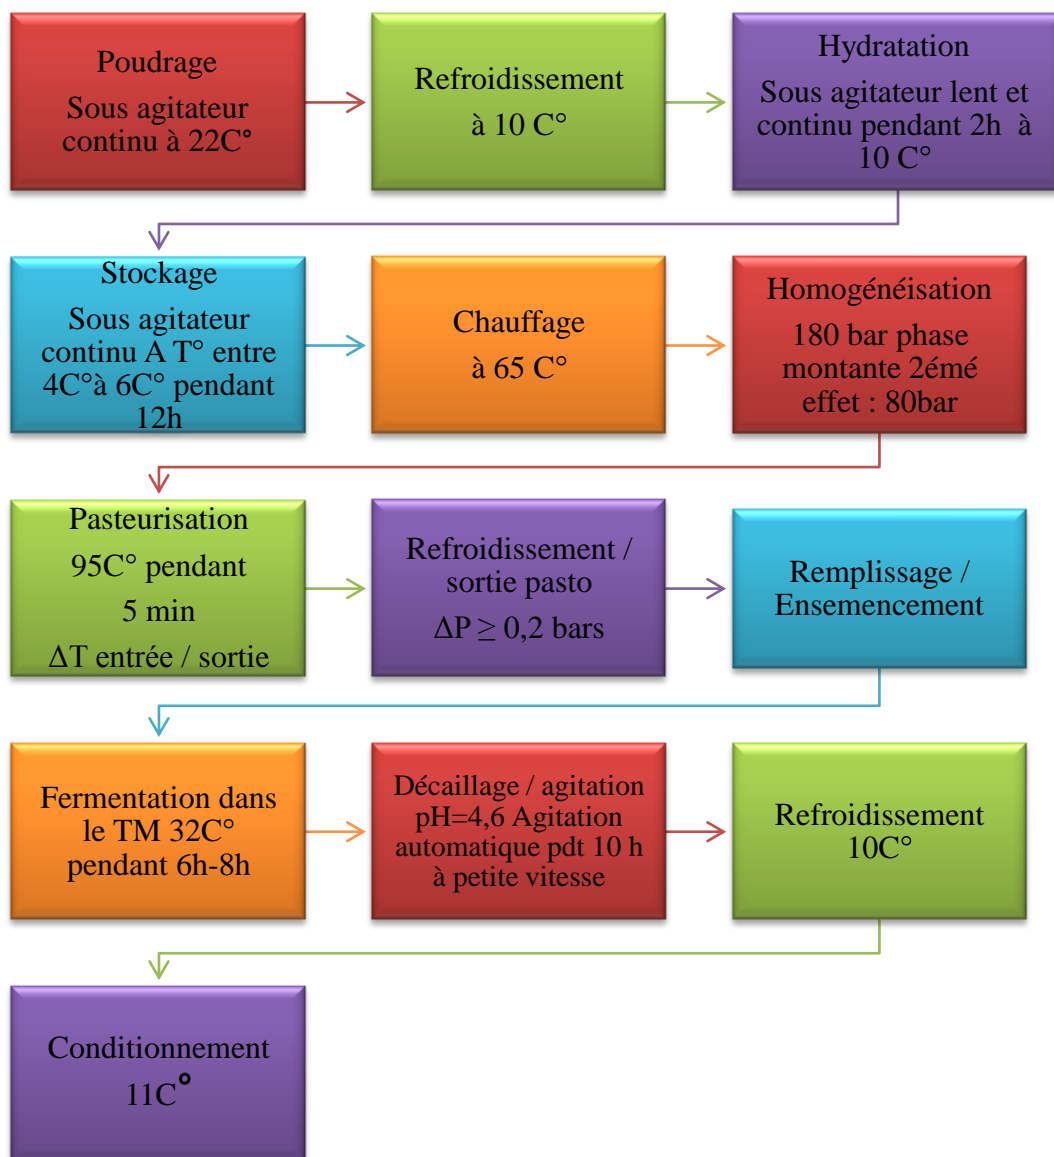 Poudrage
Sous agitateur
continu à 22C°
Refroidissement
à 10 C°
Hydratation
Sous agitateur lent et
continu pendant 2h à
10 C°
Stockage
Sous agitateur
continu A T° entre
4C°à 6C° pendant
12h
Chauffage
à 65 C°
Homogénéisation
180 bar phase
montante 2émé
effet : 80bar
Pasteurisation
95C° pendant
5 min
ΔT entrée / sortie
Refroidissement /
sortie pasto
ΔP ≥ 0,2 bars
Remplissage /
Ensemencement
Fermentation dans
le TM 32C°
pendant 6h-8h
Décaillage / agitation
pH=4,6 Agitation
automatique pdt 10 h
à petite vitesse
Refroidissement
10C°
Conditionnement
11C°